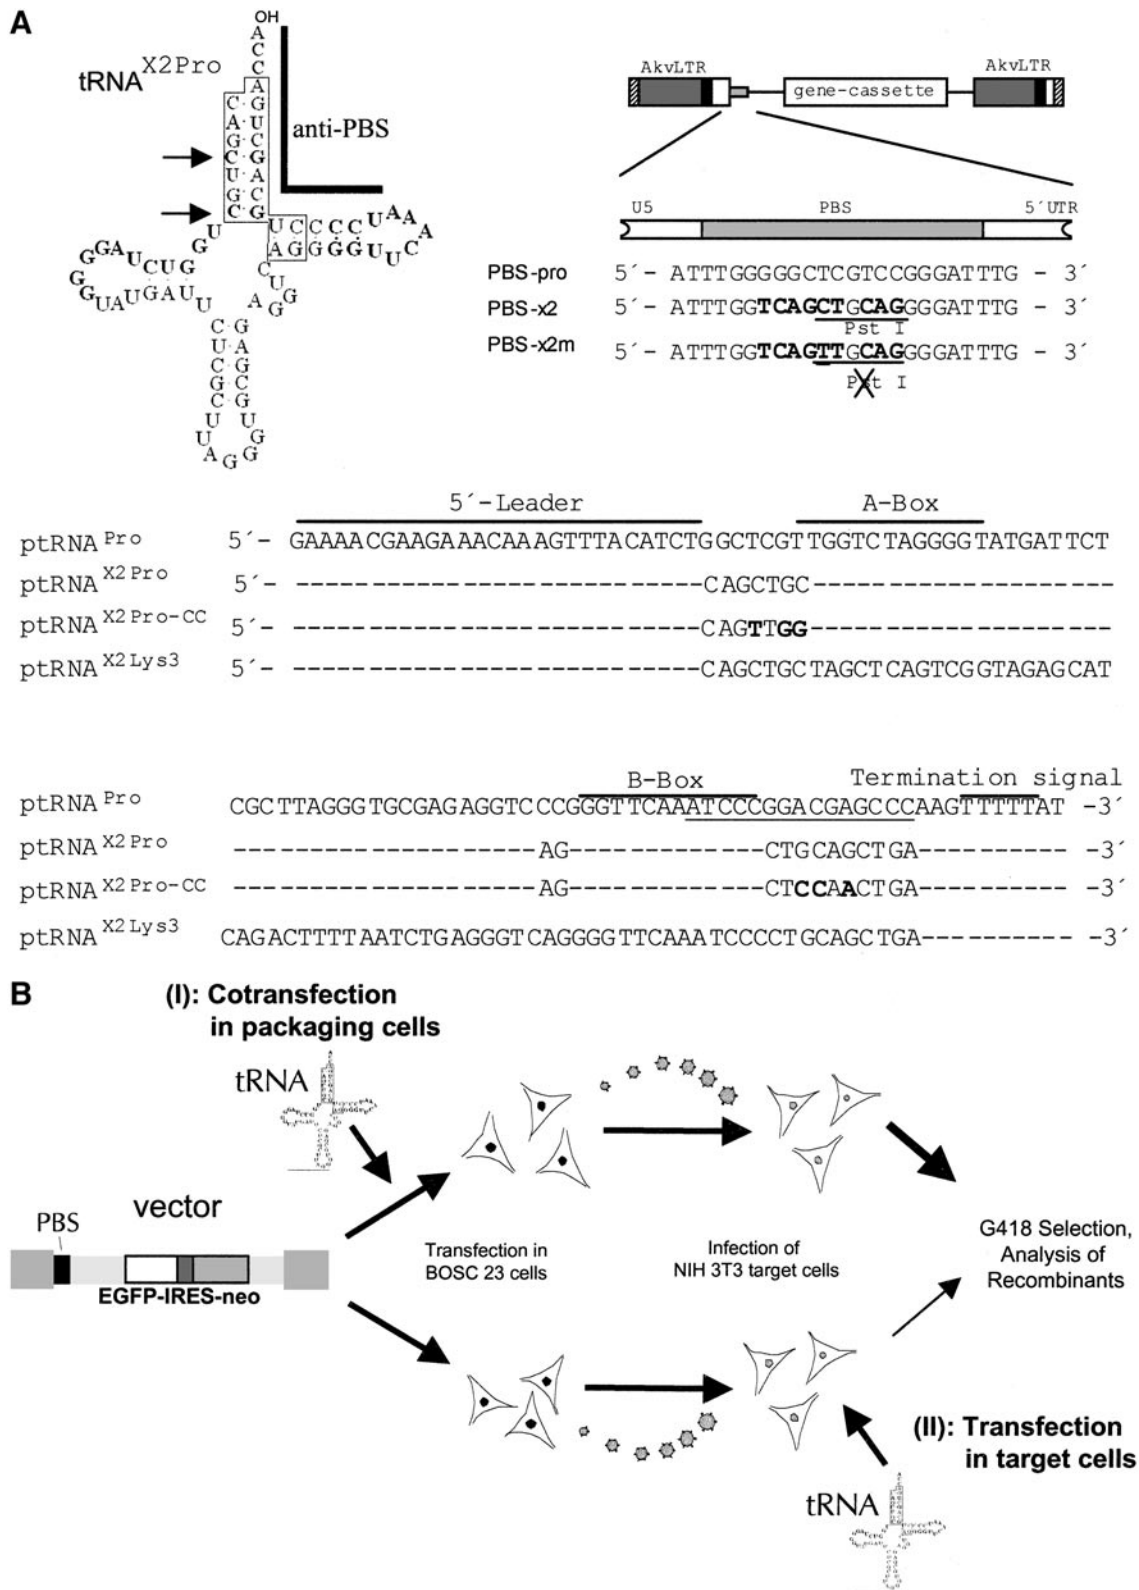 A
OH
tRNA X2Pro
anti-PBS
AkvLTR
gene-cassette
AkvLTR
U5
PBS
5´UTR
PBS-pro 5´- ATTTGGGGGCTCGTCCGGGATTTG - 3´
PBS-x2 5´- ATTTGGTCAGCTGCAGGGGATTTG - 3´
Pst I
PBS-x2m 5´- ATTTGGTCAGTTGCAGGGGATTTG - 3´
Pst I
5´-Leader
A-Box
ptRNA Pro 5´- GAAAACGAAGAAACAAAGTTTACATCTGGCTCGTTGGTCTAGGGGTATGATTCT
ptRNA X2Pro 5´- ---------------------------CAGCTGC--------------------
ptRNA X2Pro-CC 5´- ---------------------------CAGTTGG--------------------
ptRNA X2Lys3 5´- ---------------------------CAGCTGCTAGCTCAGTCGGTAGAGCAT
B-Box
Termination signal
ptRNA Pro CGCTTAGGGTGCGAGAGGTCCCGGGTTCAAATCCCGGACGAGCCCAAGTTTTTAT -3´
ptRNA X2Pro ---------------------AG-------------CTGCAGCTGA---------- -3´
ptRNA X2Pro-CC ---------------------AG-------------CTCCAACTGA---------- -3´
ptRNA X2Lys3 CAGACTTTTAATCTGAGGGTCAGGGGTTCAAATCCCCTGCAGCTGA---------- -3´
B
(I): Cotransfection
in packaging cells
tRNA
vector
PBS
EGFP-IRES-neo
Transfection in
BOSC 23 cells
Infection of
NIH 3T3 target cells
G418 Selection,
Analysis of
Recombinants
(II): Transfection
in target cells
tRNA